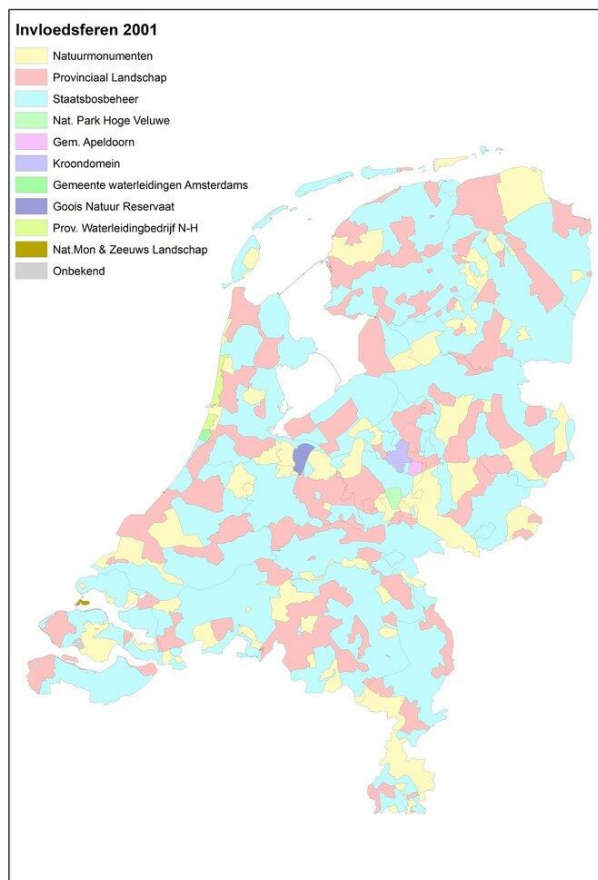 Invloedsferen 2001
Natuurmonumenten
Provinciaal Landschap
Staatsbosbeheer
Nat. Park Hoge Veluwe
Gem. Apeldoorn
Kroondomein
Gemeente waterleidingen Amsterdams
Goois Natuur Reservaat
Prov. Waterleidingbedrijf N-H
Nat.Mon & Zeeuws Landschap
Onbekend